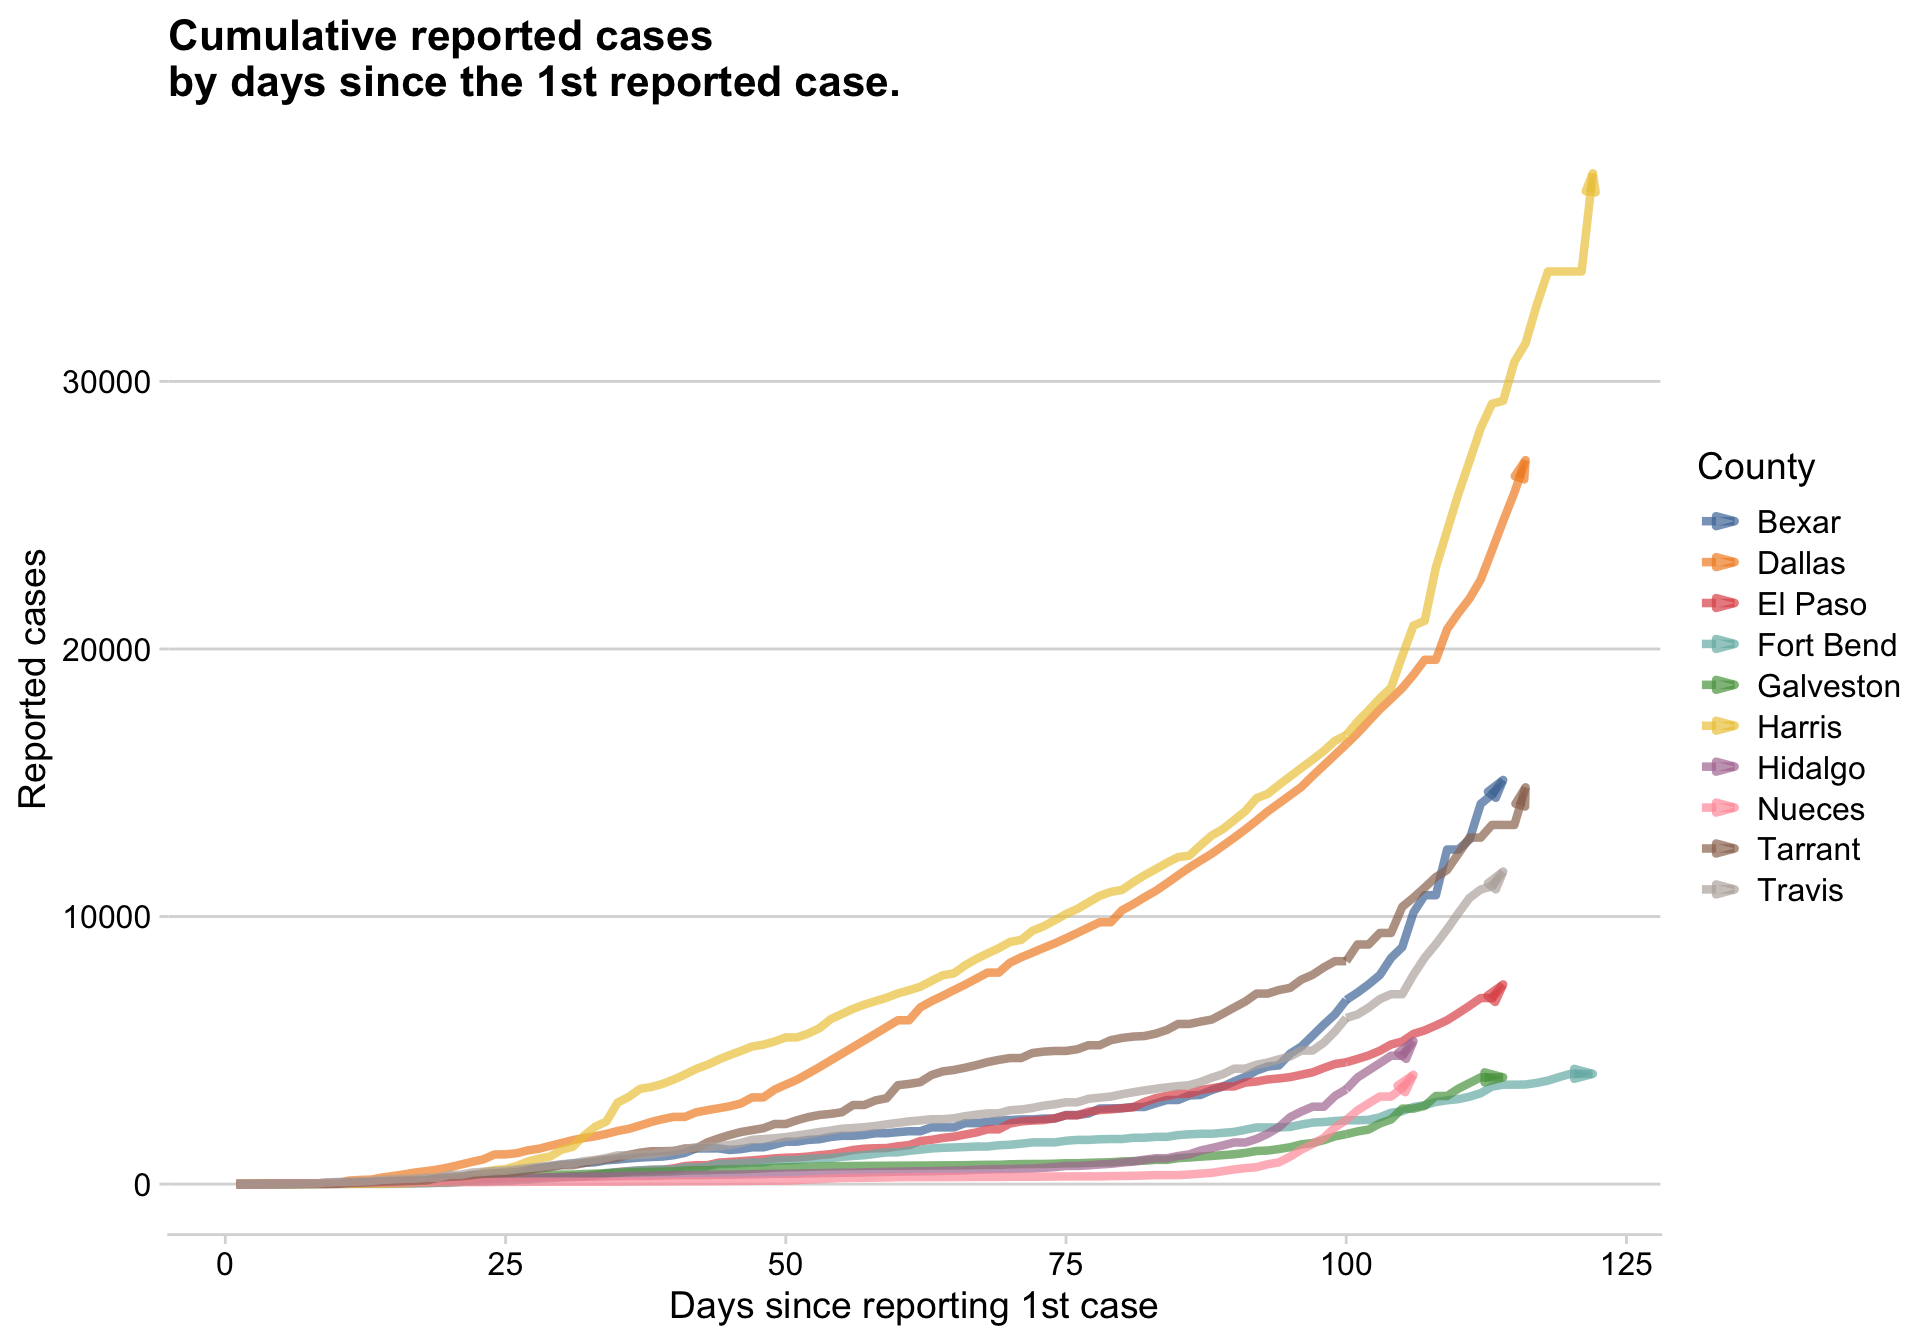 Cumulative reported cases
by days since the 1st reported case.
Reported cases
30000
20000
10000
0
0 25 50 75 100 125
Days since reporting 1st case
County
Bexar
Dallas
El Paso
Fort Bend
Galveston
Harris
Hidalgo
Nueces
Tarrant
Travis